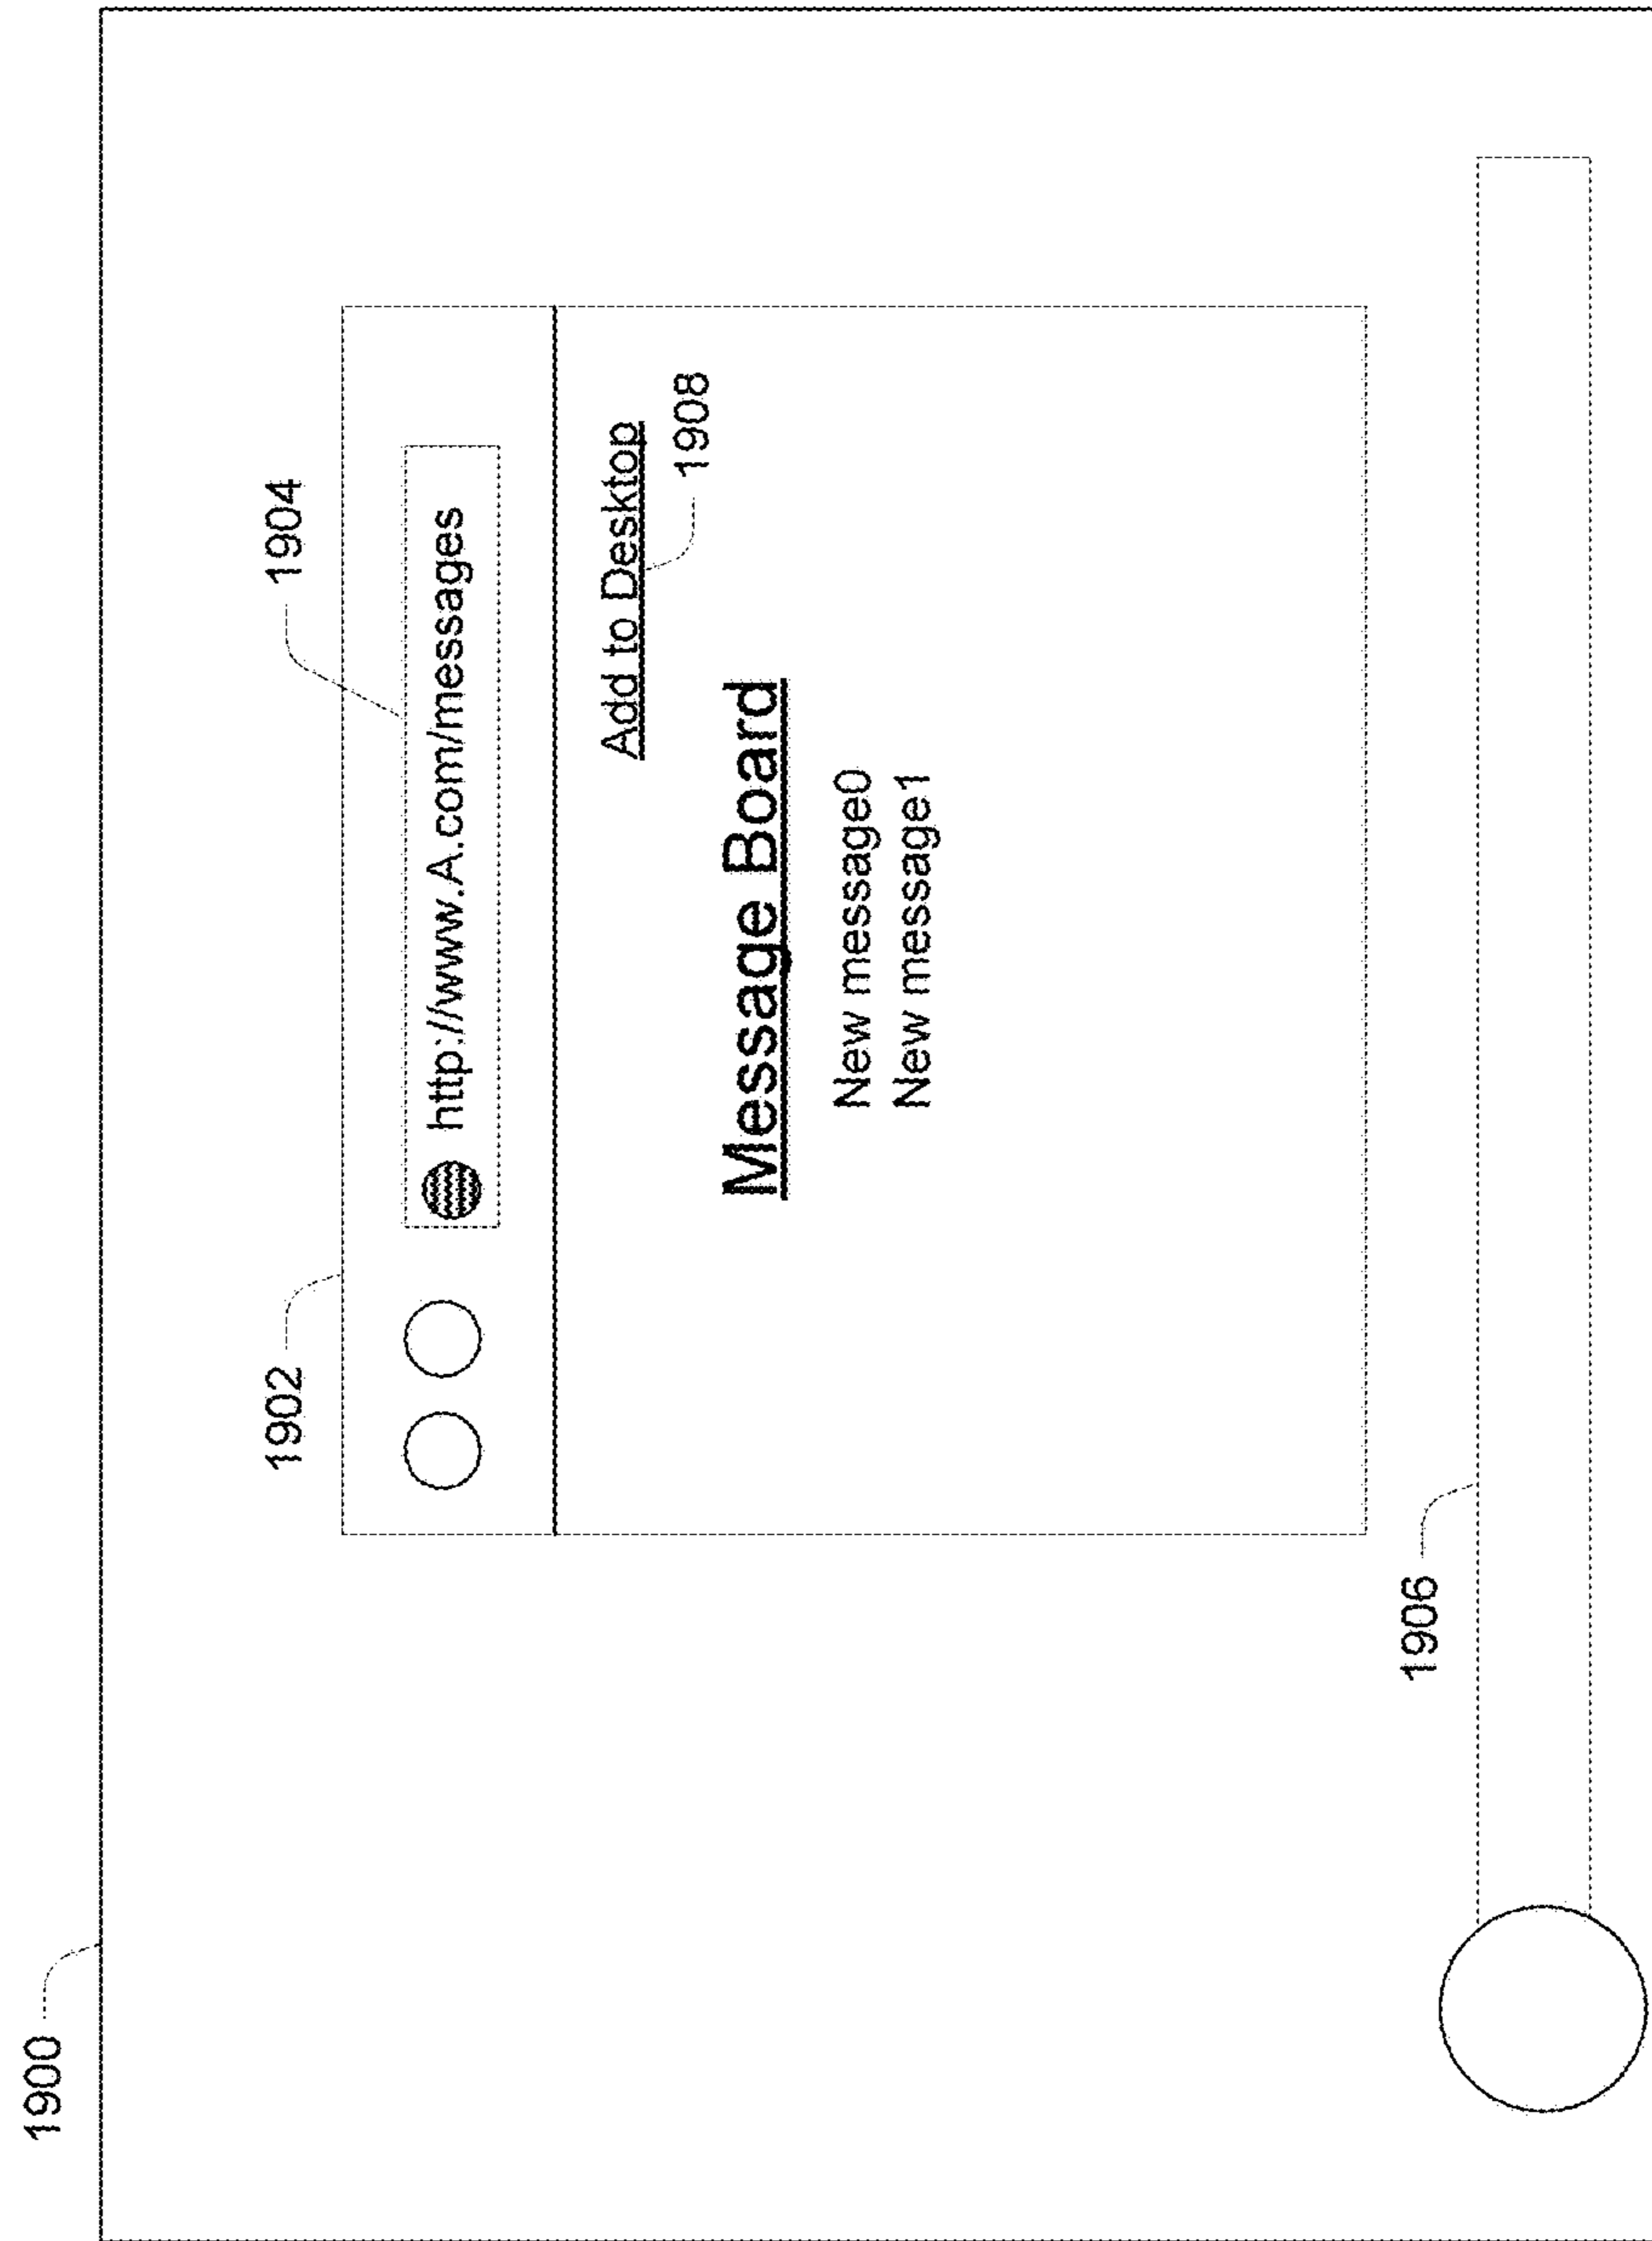 1900
1902
1904
http://www.A.com/messages
Add to Desktop
1908
Message Board
New message0
New message1
1906